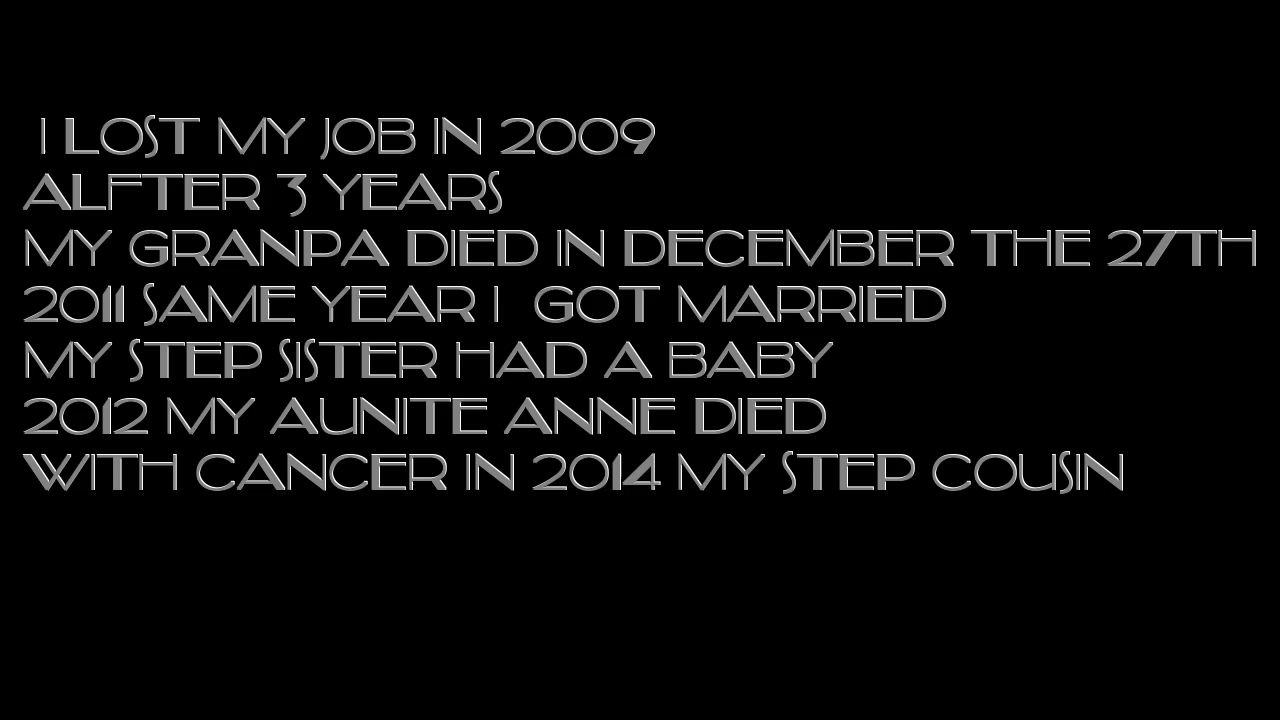 I LOST MY JOB IN 2009
ALFTER 3 YEARS
MY GRANPA DIED IN DECEMBER THE 27TH
2011 SAME YEAR I GOT MARRIED
MY STEP SISTER HAD A BABY
2012 MY AUNITE ANNE DIED
WITH CANCER IN 2014 MY STEP COUSIN